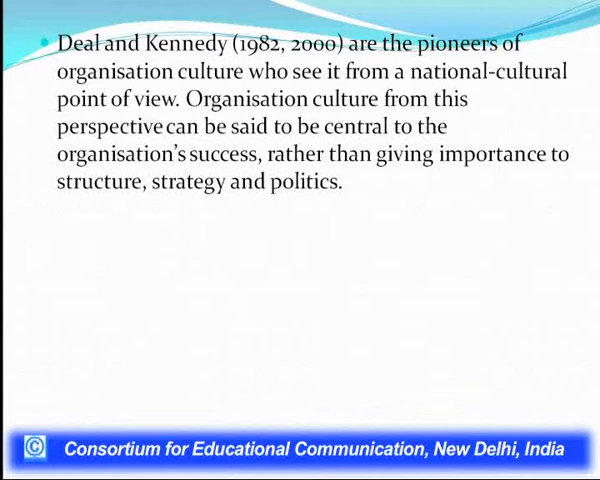 Deal and Kennedy (1982, 2000) are the pioneers of
organisation culture who see it from a national-cultural
point of view. Organisation culture from this
perspective can be said to be central to the
organisation's success, rather than giving importance to
structure, strategy and politics.
© Consortium for Educational Communication, New Delhi, India